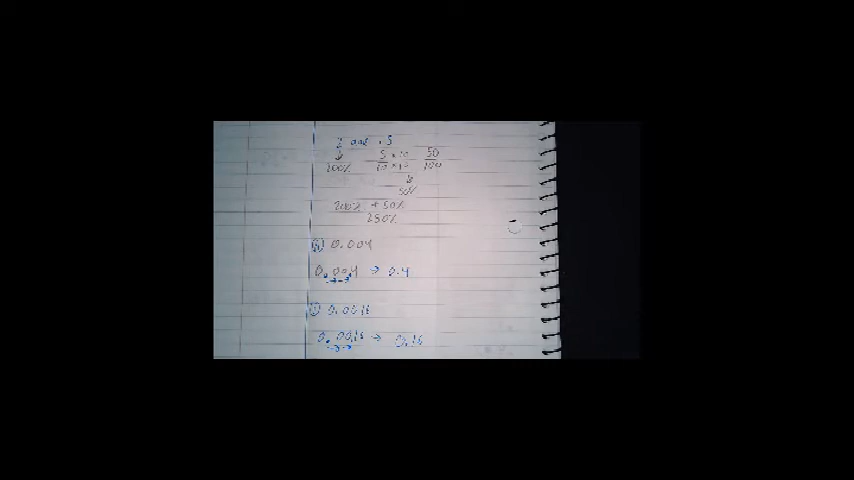 2 and .5
200% 5 × 10 50
10 × 10 100
50%
200% + 50%
250%
0.004
0.004 → 0.4
0.0016
0.0016 → 0.16